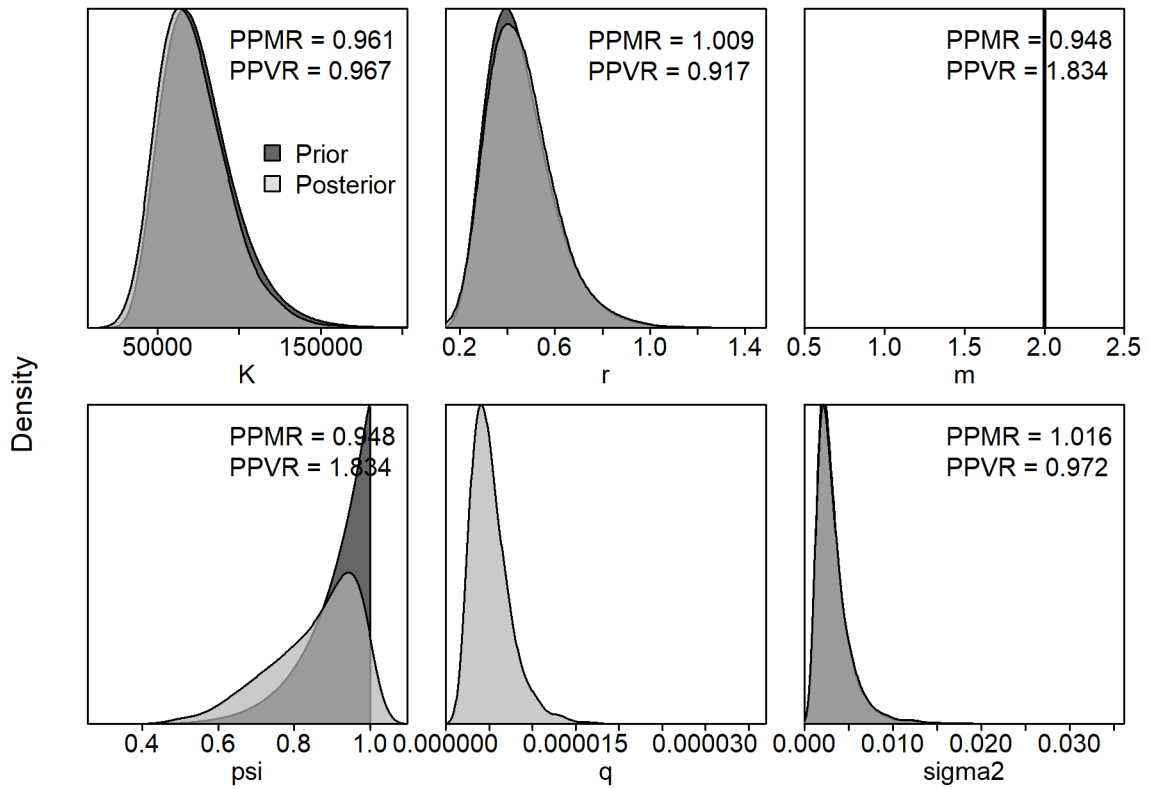 PPMR = 0.961
PPVR = 0.967
Prior
Posterior
50000 150000
K
PPMR = 1.009
PPVR = 0.917
0.2 0.6 1.0 1.4
r
PPMR = 0.948
PPVR = 1.834
0.5 1.0 1.5 2.0 2.5
m
Density
PPMR = 0.948
PPVR = 1.834
0.4 0.6 0.8 1.0
psi
0.000000 0.000015 0.000030
q
PPMR = 1.016
PPVR = 0.972
0.000 0.010 0.020 0.030
sigma2